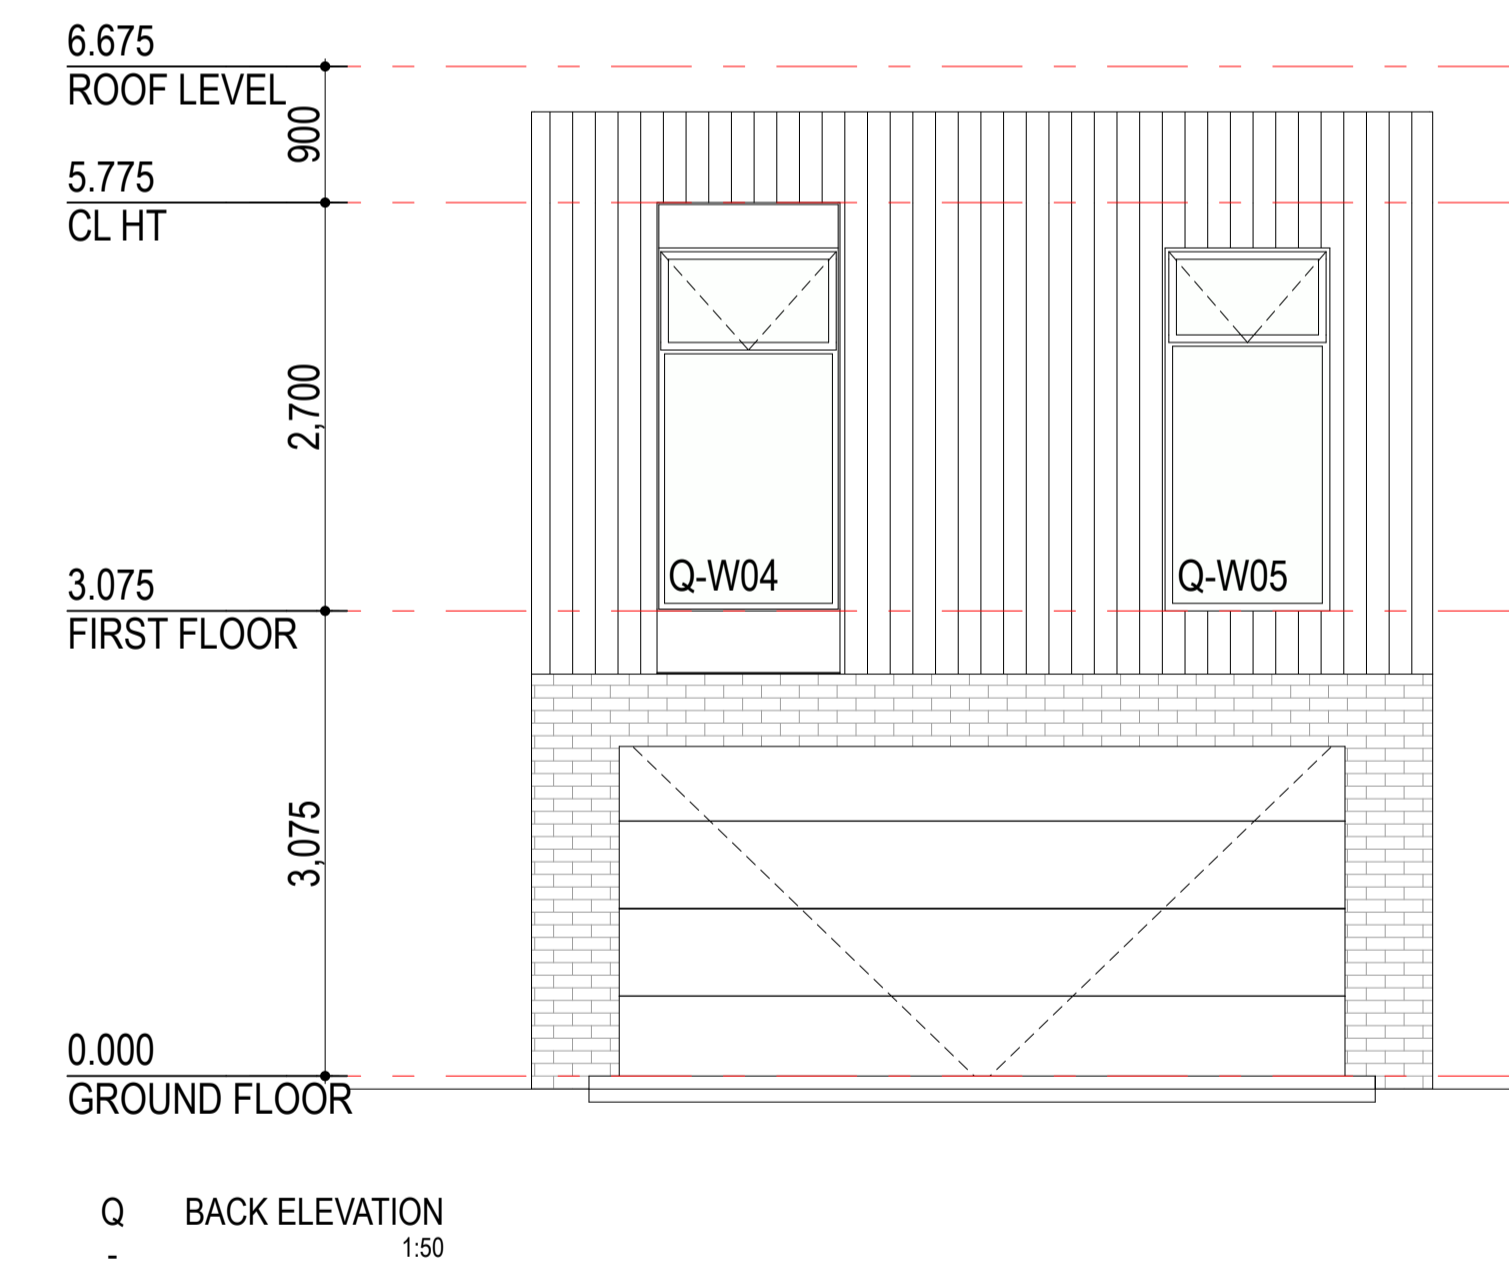 6.675
ROOF LEVEL
900
5.775
CL HT
2,700
Q-W04
Q-W05
3.075
FIRST FLOOR
3,075
0.000
GROUND FLOOR
Q BACK ELEVATION
- 1:50